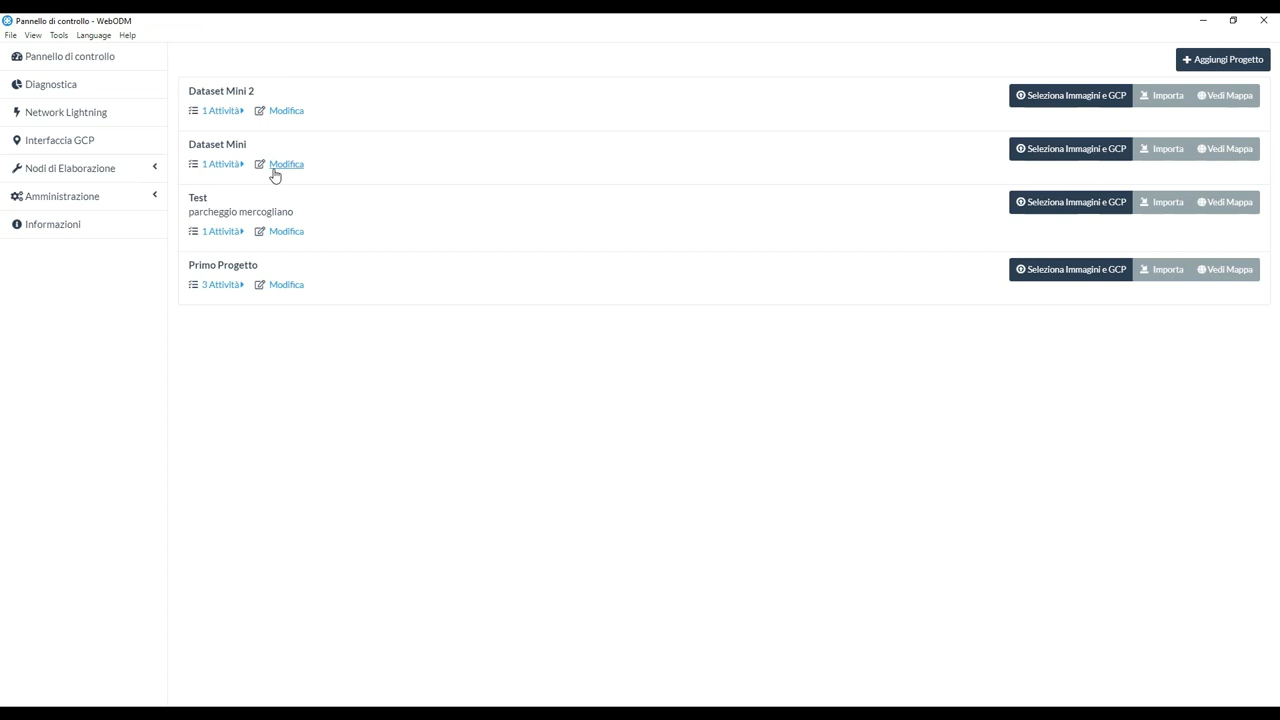 Pannello di controllo - WebODM
File View Tools Language Help
Pannello di controllo
Diagnostica
Network Lightning
Interfaccia GCP
Nodi di Elaborazione
Amministrazione
Informazioni
Aggiungi Progetto
Dataset Mini 2
1 Attività Modifica
Seleziona Immagini e GCP Importa Vedi Mappa
Dataset Mini
1 Attività Modifica
Seleziona Immagini e GCP Importa Vedi Mappa
Test
parcheggio mercogliano
1 Attività Modifica
Seleziona Immagini e GCP Importa Vedi Mappa
Primo Progetto
3 Attività Modifica
Seleziona Immagini e GCP Importa Vedi Mappa